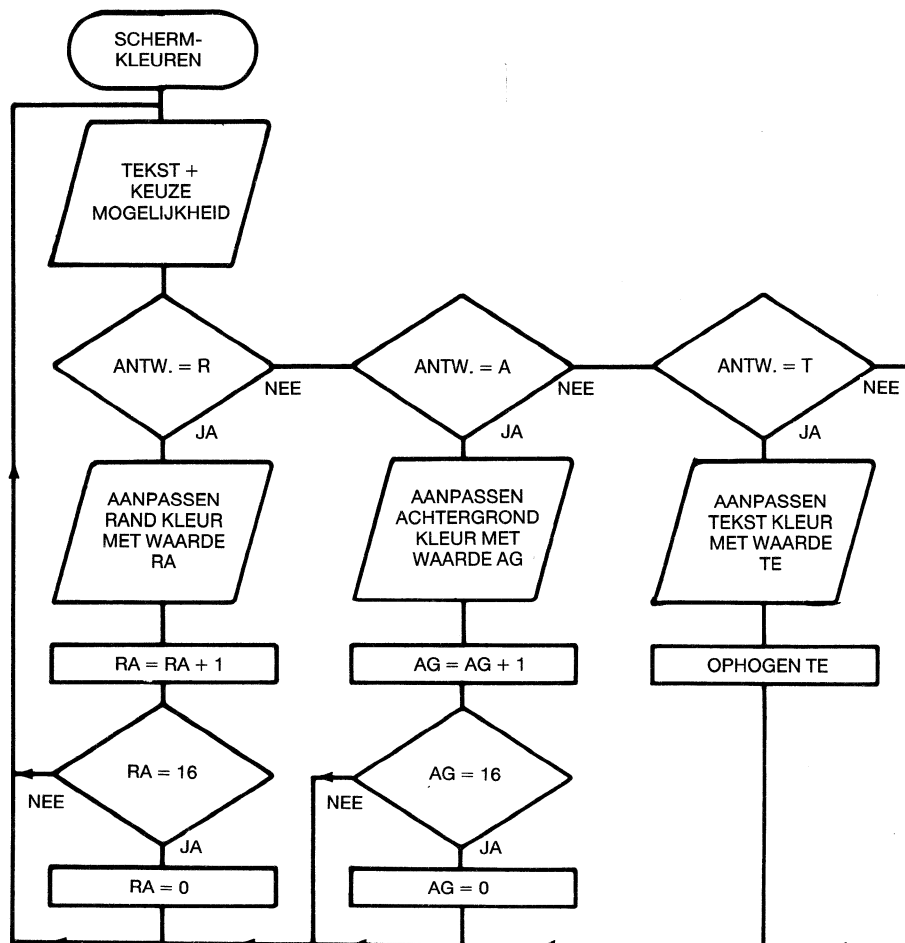 SCHERM-
KLEUREN
TEKST +
KEUZE
MOGELIJKHEID
ANTW. = R
NEE
ANTW. = A
NEE
ANTW. = T
NEE
JA
JA
JA
AANPASSEN
RAND KLEUR
MET WAARDE
RA
AANPASSEN
ACHTERGROND
KLEUR MET
WAARDE AG
AANPASSEN
TEKST KLEUR
MET WAARDE
TE
RA = RA + 1
AG = AG + 1
OPHOGEN TE
RA = 16
NEE
JA
AG = 16
NEE
JA
RA = 0
AG = 0